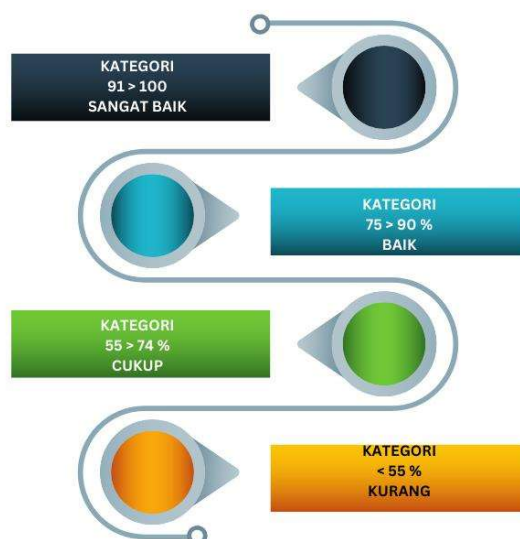 KATEGORI
91 > 100
SANGAT BAIK
KATEGORI
75 > 90 %
BAIK
KATEGORI
55 > 74 %
CUKUP
KATEGORI
< 55 %
KURANG